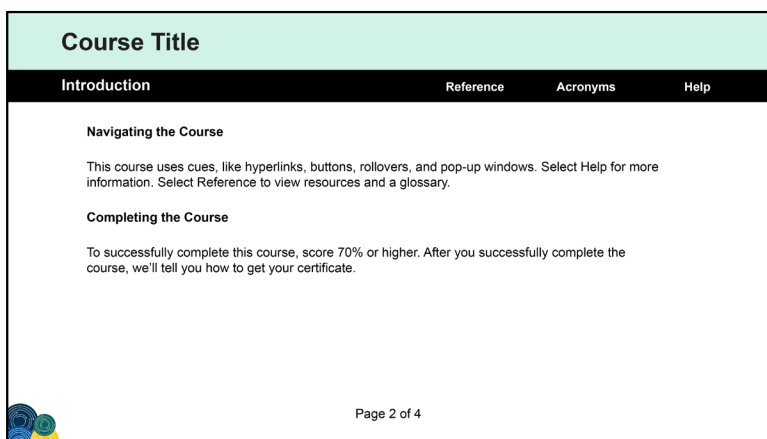 Course Title
Introduction Reference Acronyms Help
Navigating the Course
This course uses cues, like hyperlinks, buttons, rollovers, and pop-up windows. Select Help for more
information. Select Reference to view resources and a glossary.
Completing the Course
To successfully complete this course, score 70% or higher. After you successfully complete the
course, we’ll tell you how to get your certificate.
Page 2 of 4